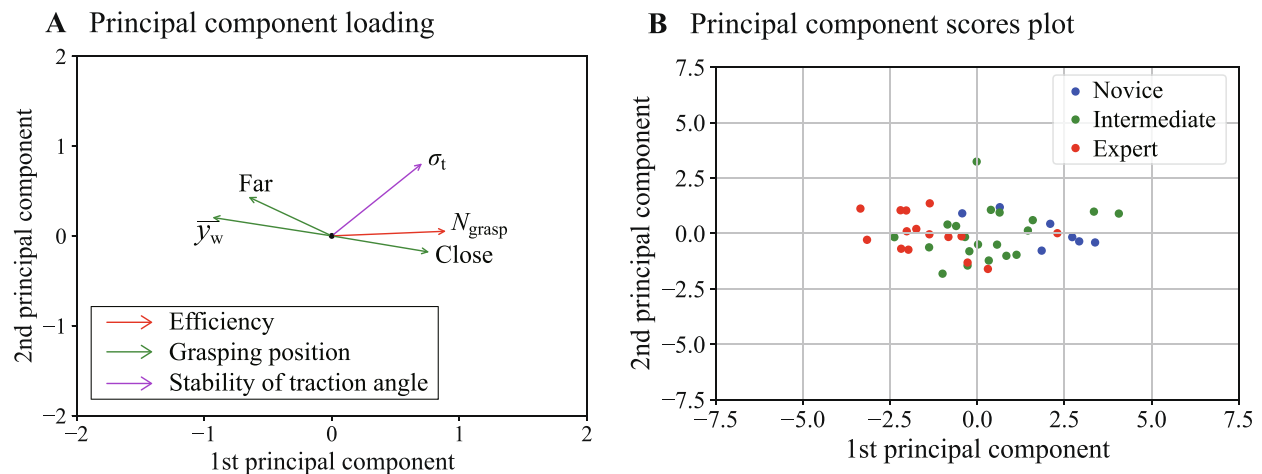 A Principal component loading
2nd principal component
2
1
0
−1
−2
Far
σt
y̅w
Ngrasp
Close
Efficiency
Grasping position
Stability of traction angle
−2 −1 0 1 2
1st principal component
B Principal component scores plot
2nd principal component
7.5
5.0
2.5
0.0
−2.5
−5.0
−7.5
Novice
Intermediate
Expert
−7.5 −5.0 −2.5 0.0 2.5 5.0 7.5
1st principal component